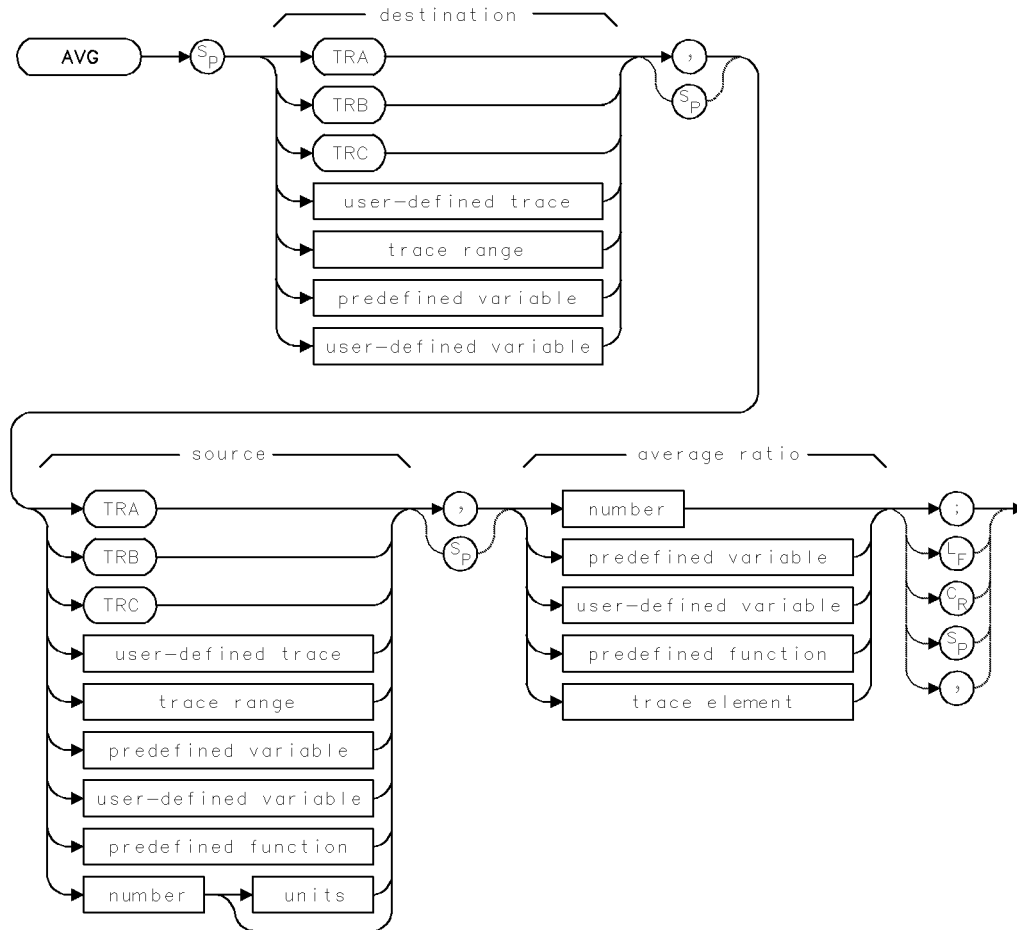 destination
AVG SP TRA ,
TRB SP
TRC
user-defined trace
trace range
predefined variable
user-defined variable
source average ratio
TRA , number ;
TRB SP predefined variable LF
TRC user-defined variable CR
user-defined trace predefined function SP
trace range trace element ,
predefined variable
user-defined variable
predefined function
number units